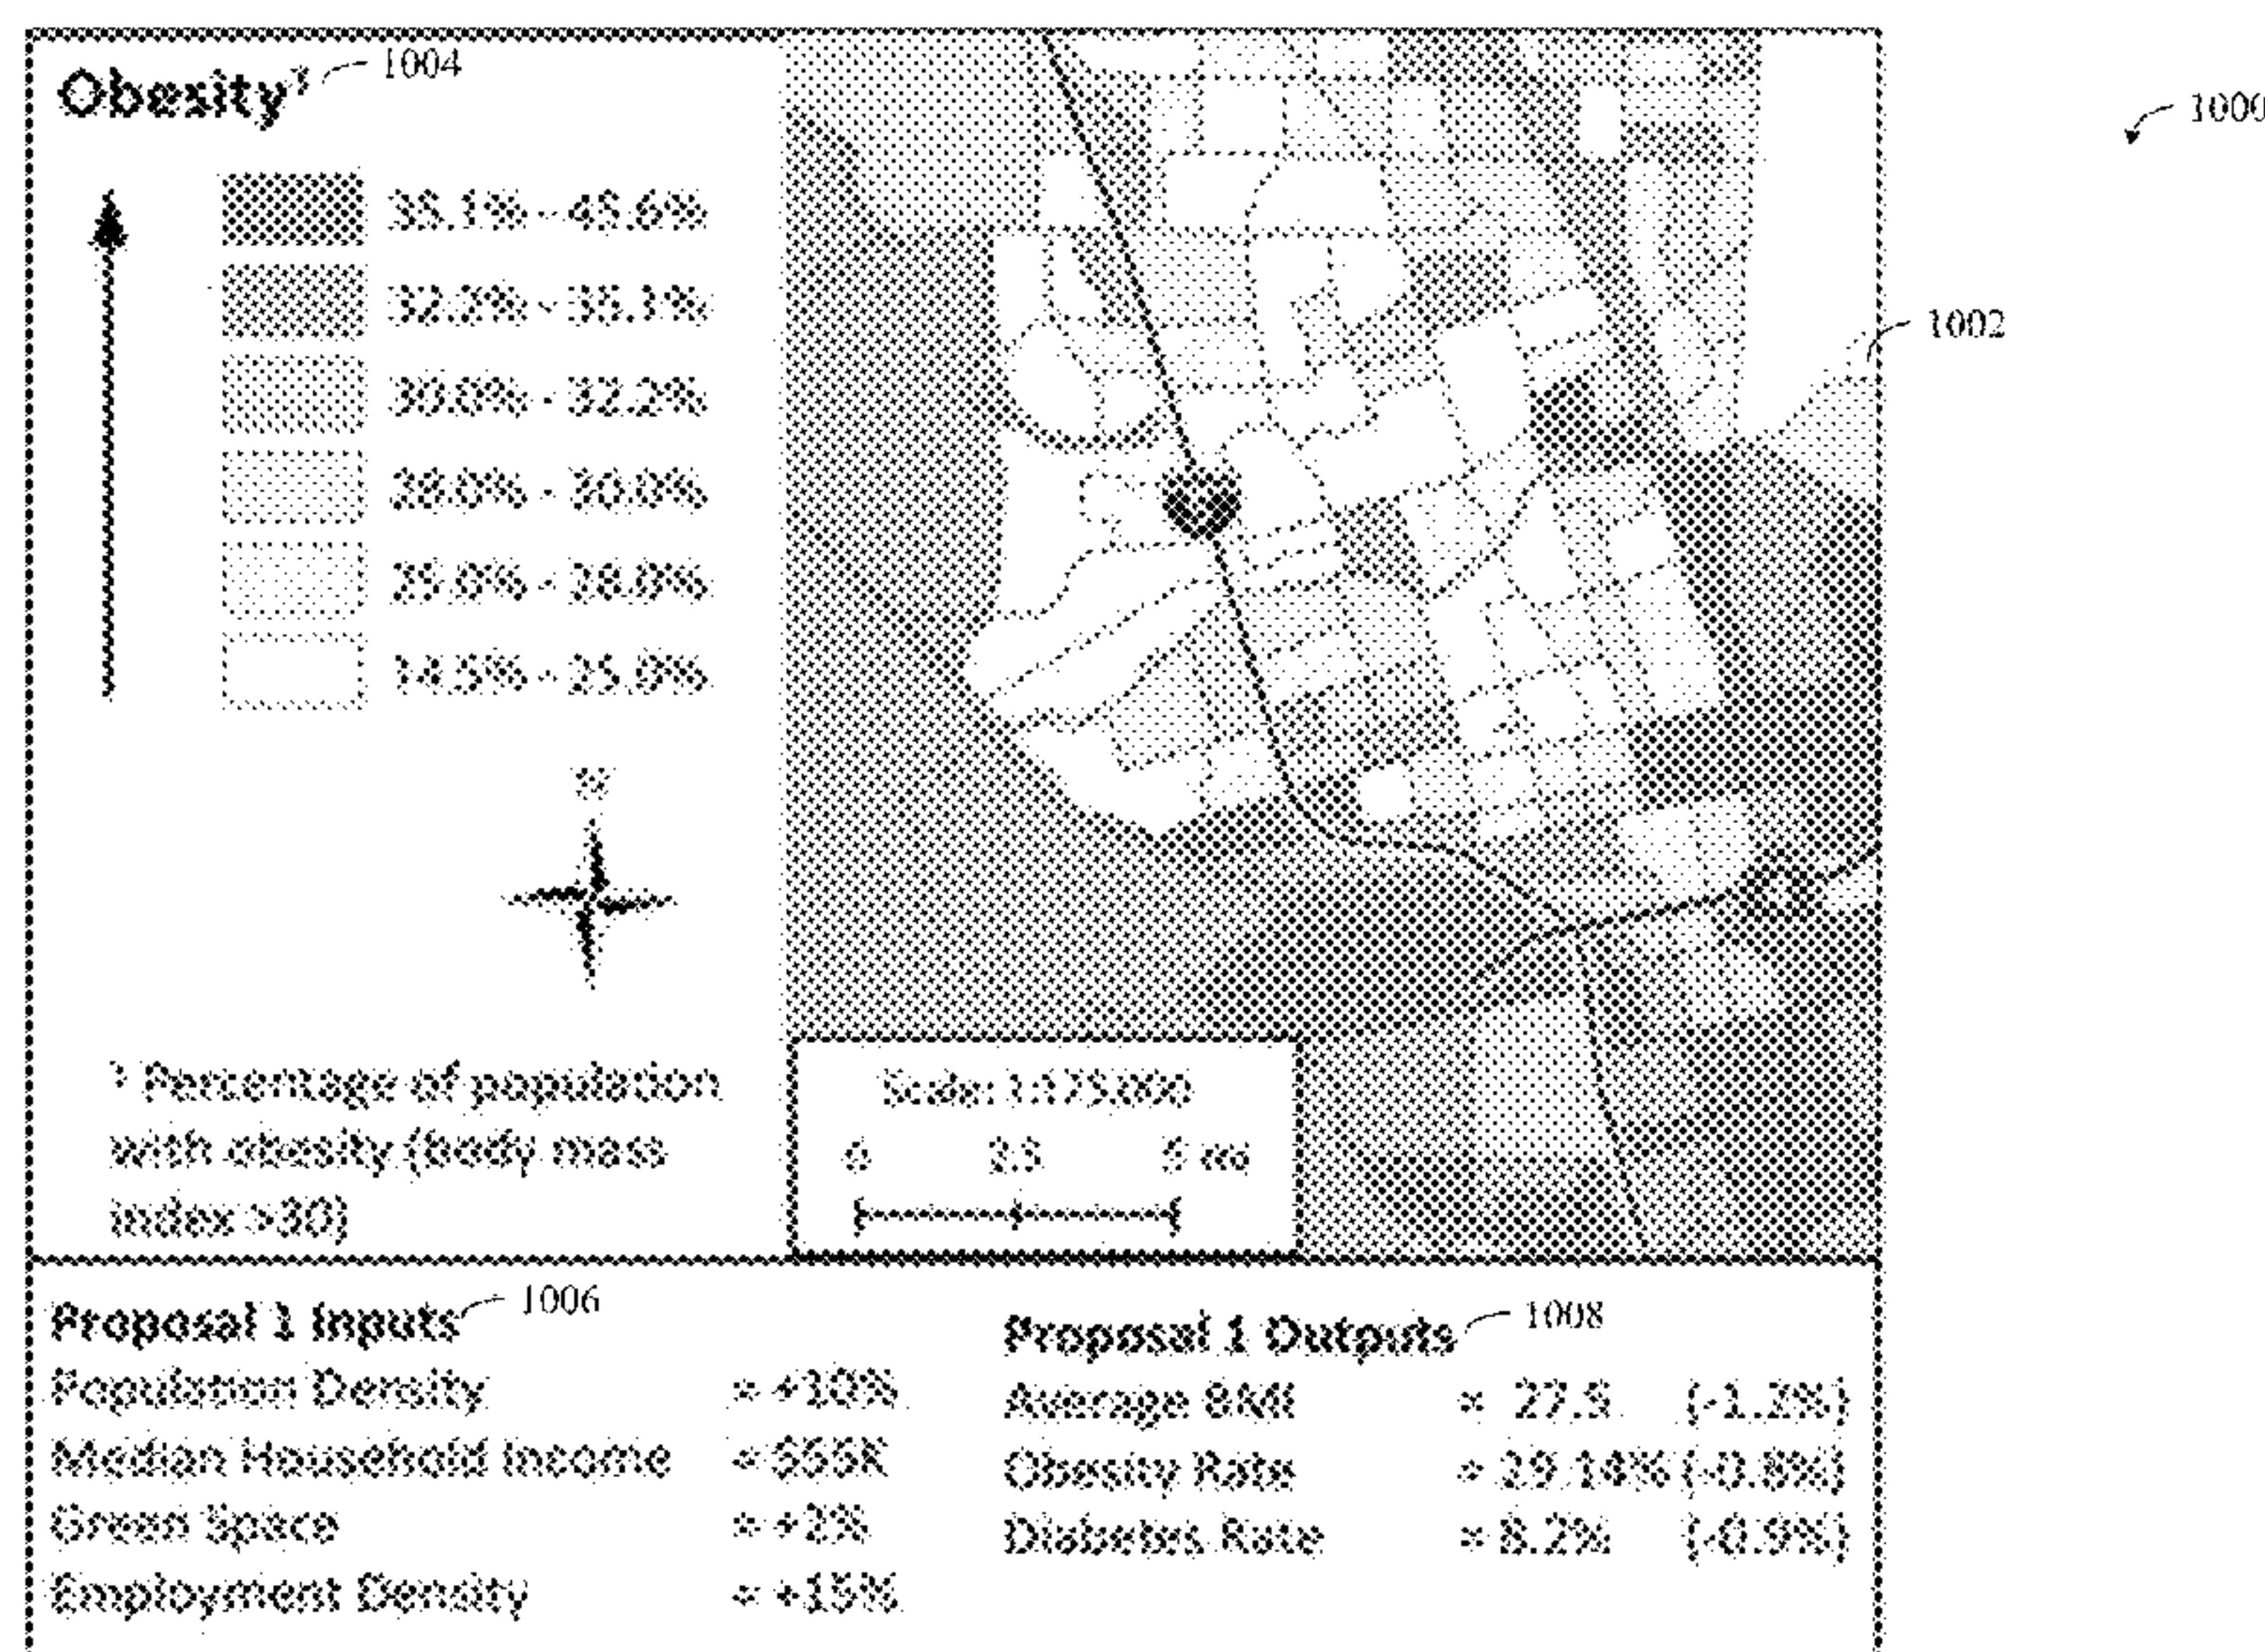 Obesity¹ 1004
1000
35.1% - 45.6%
32.2% - 35.1%
30.0% - 32.2%
28.0% - 30.0%
25.0% - 28.0%
14.5% - 25.0%
1002
N
¹ Percentage of population
with obesity (body mass
index >30)
Scale: 1:175,000
0 2.5 5 mi
Proposal 1 Inputs 1006
Population Density = +10%
Median Household Income = $55K
Green Space = +2%
Employment Density = +15%
Proposal 1 Outputs 1008
Average BMI = 27.5 (-1.2%)
Obesity Rate = 29.14% (-0.8%)
Diabetes Rate = 8.2% (-0.9%)